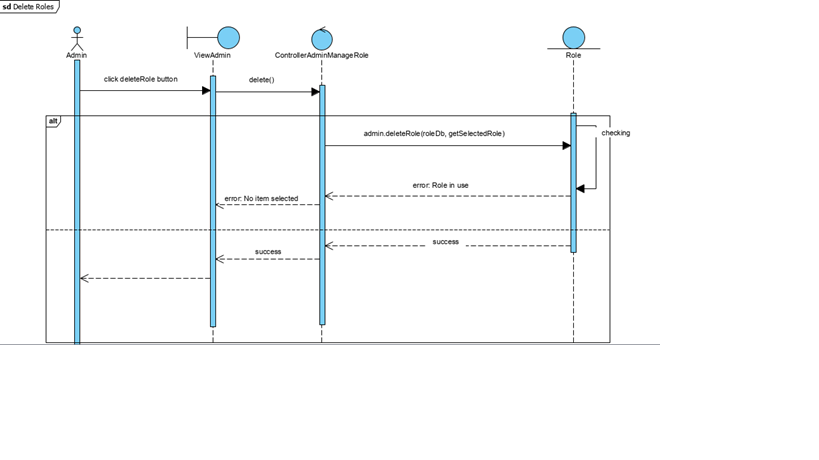 sd Delete Roles
Admin
ViewAdmin
ControllerAdminManageRole
Role
click deleteRole button
delete()
alt
admin.deleteRole(roleDb, getSelectedRole)
checking
error: Role in use
error: No item selected
success
success